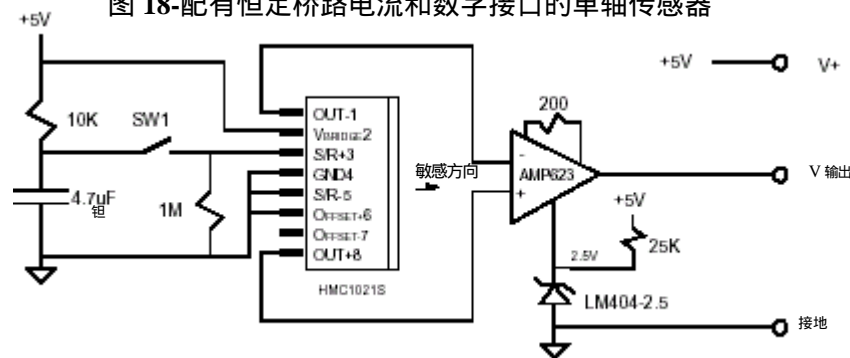 图 18-配有恒定桥路电流和数字接口的单轴传感器
+5V
+5V
V+
10K
SW1
OUT-1
VBRIDGE2
S/R+3
GND4
S/R-5
OFFSET+6
OFFSET-7
OUT+8
敏感方向
200
-
AMP623
+
V 输出
4.7uF
钽
1M
+5V
2.5V
25K
HMC1021S
LM404-2.5
接地